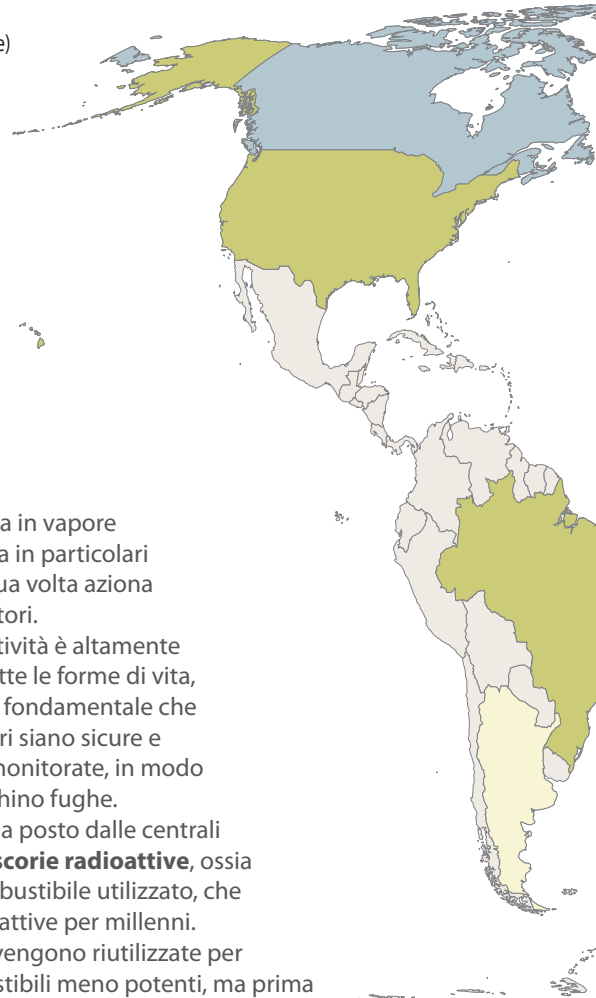 e)
a in vapore
a in particolari
ua volta aziona
tori.
tività è altamente
tte le forme di vita,
fondamentale che
ri siano sicure e
nonitorate, in modo
hino fughe.
a posto dalle centrali
scorie radioattive, ossia
bustibile utilizzato, che
attive per millenni.
vengono riutilizzate per
stibili meno potenti, ma prima